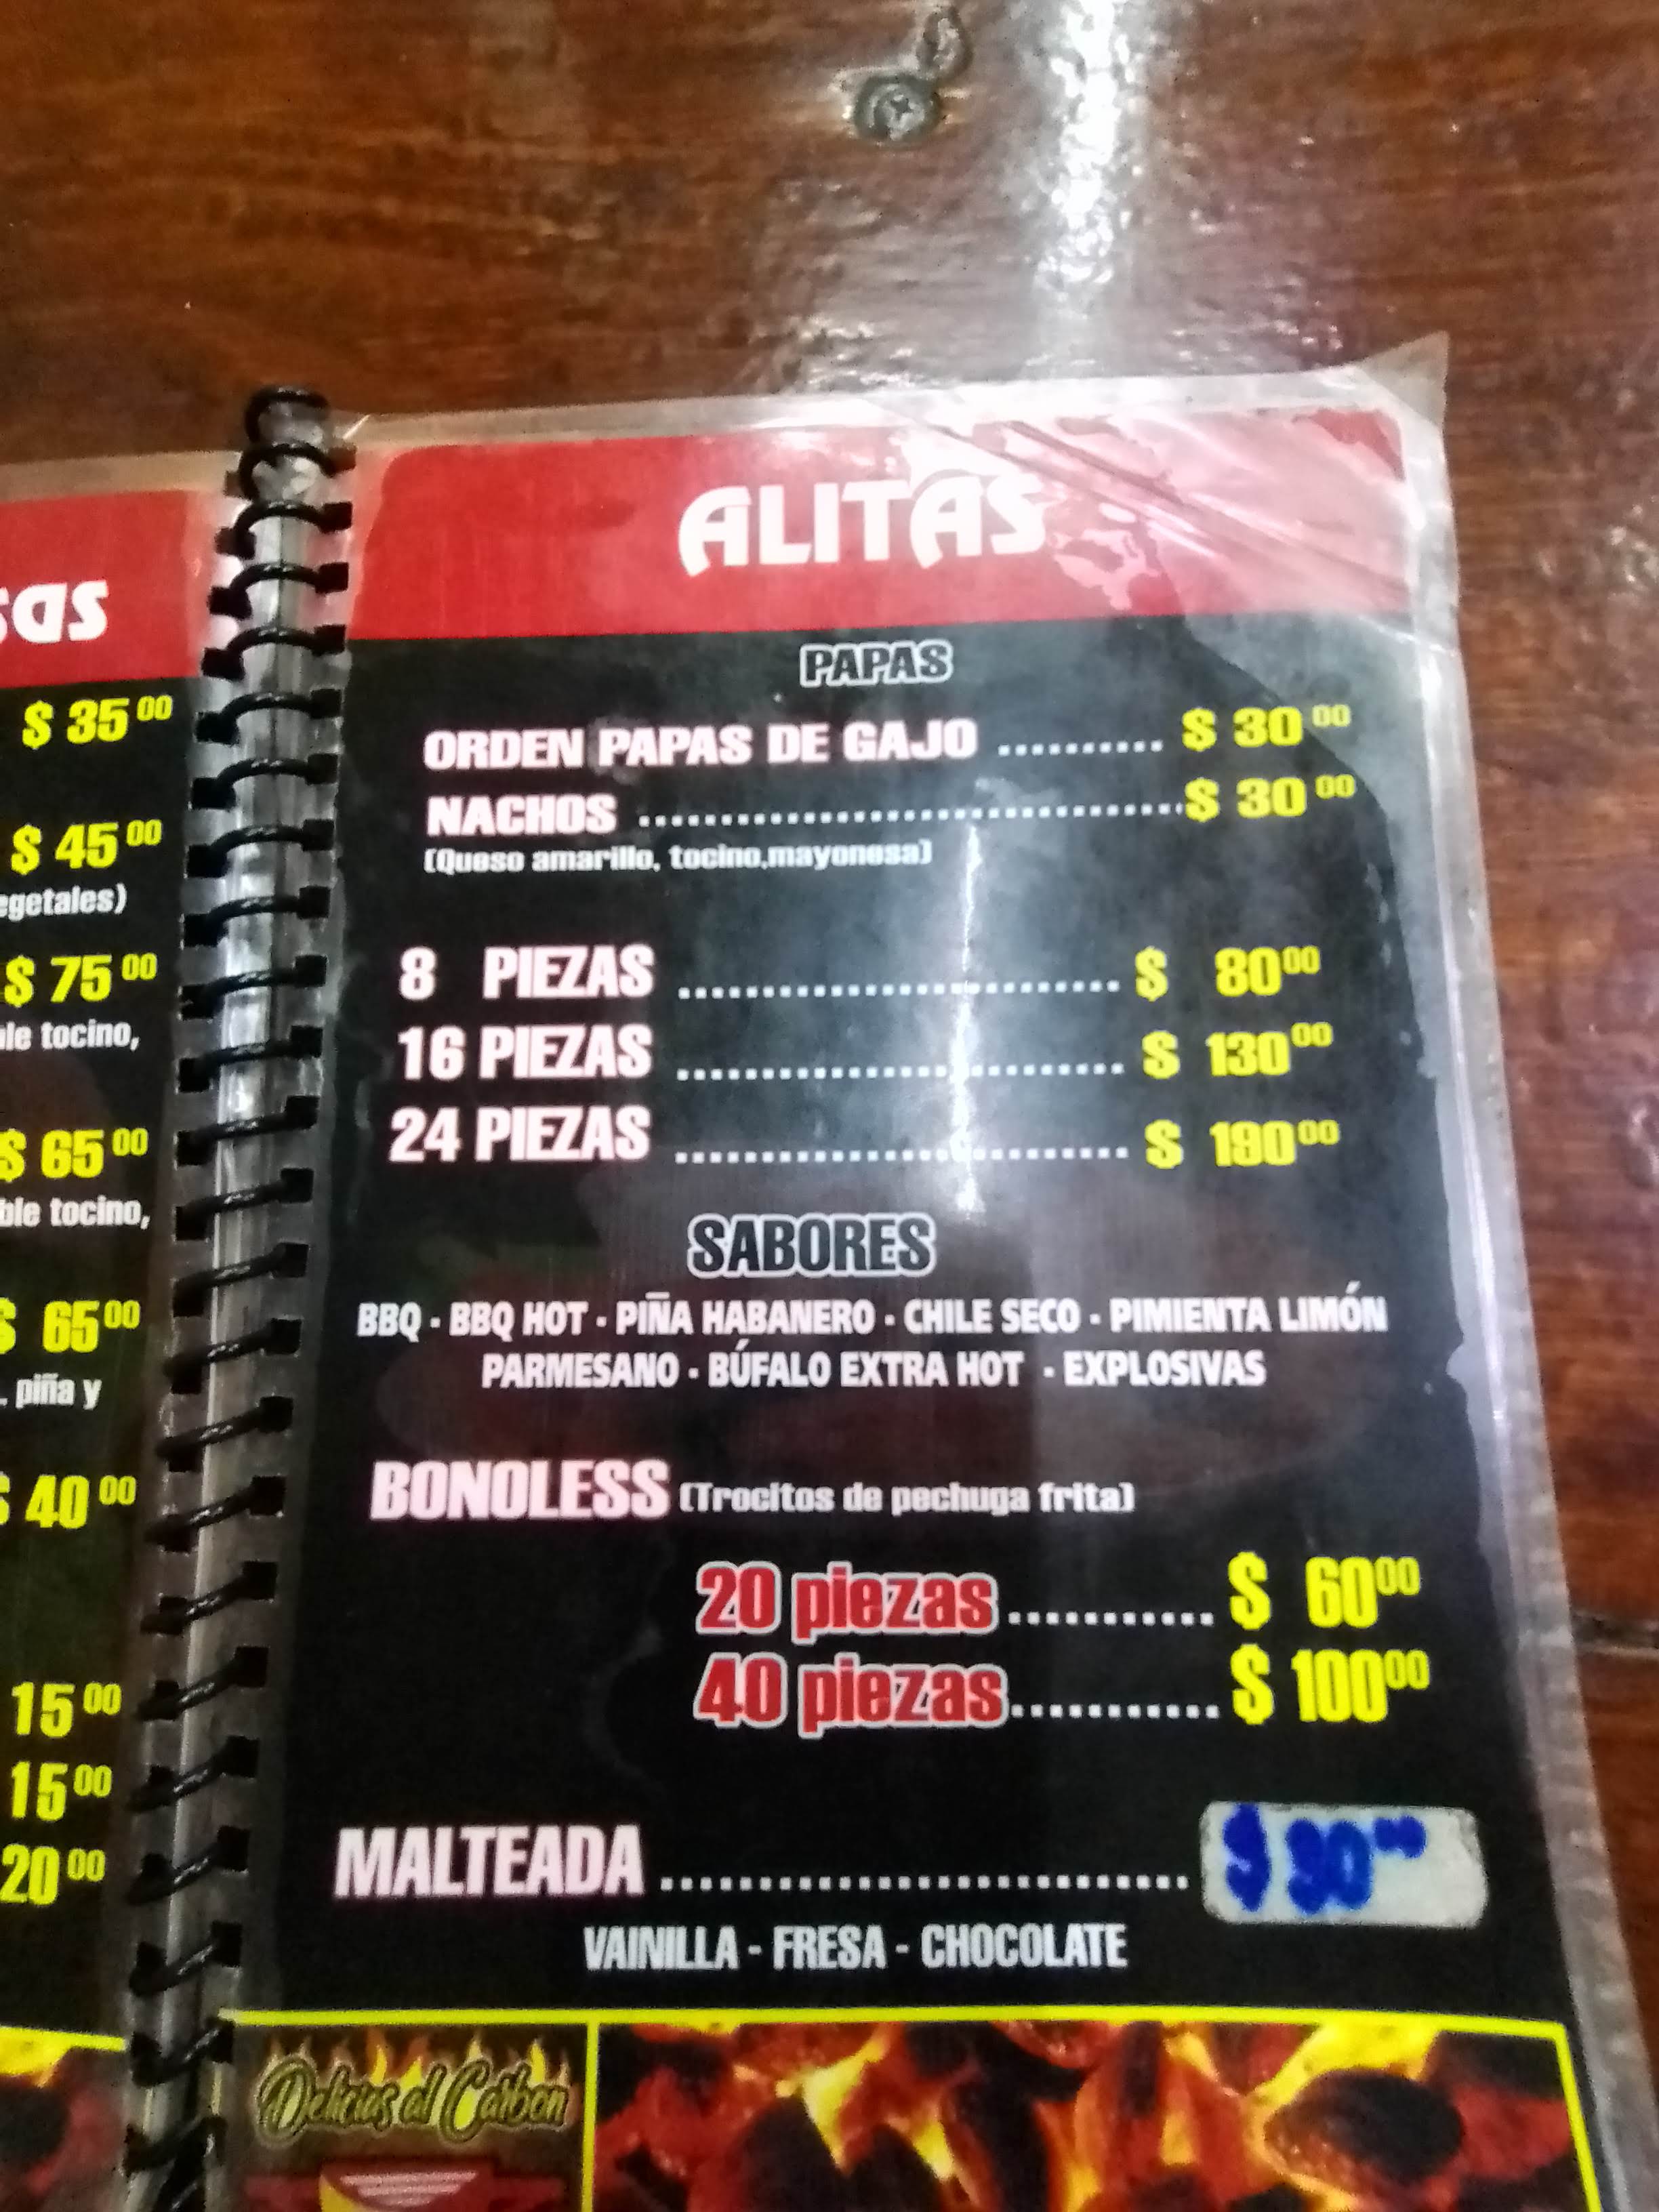 sas
$ 35 00
$ 45 00
egetales)
$ 75 00
ble tocino,
$ 65 00
ble tocino,
$ 65 00
. piña y
$ 40 00
15 00
15 00
20 00
ALITAS
PAPAS
ORDEN PAPAS DE GAJO .......... $ 30 00
NACHOS ........................................ $ 30 00
(Queso amarillo, tocino,mayonesa)
8 PIEZAS ................................ $ 80 00
16 PIEZAS ................................ $ 130 00
24 PIEZAS ................................ $ 190 00
SABORES
BBQ - BBQ HOT - PIÑA HABANERO - CHILE SECO - PIMIENTA LIMÓN
PARMESANO - BÚFALO EXTRA HOT - EXPLOSIVAS
BONOLESS (Trocitos de pechuga frita)
20 piezas ............ $ 60 00
40 piezas ............ $ 100 00
MALTEADA ............................ $ 30 00
VAINILLA - FRESA - CHOCOLATE
Delicias al Carbon